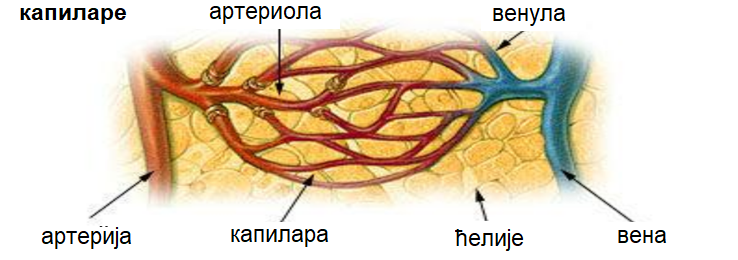 капиларе
артериола
венула
артерија
капилара
ћелије
вена